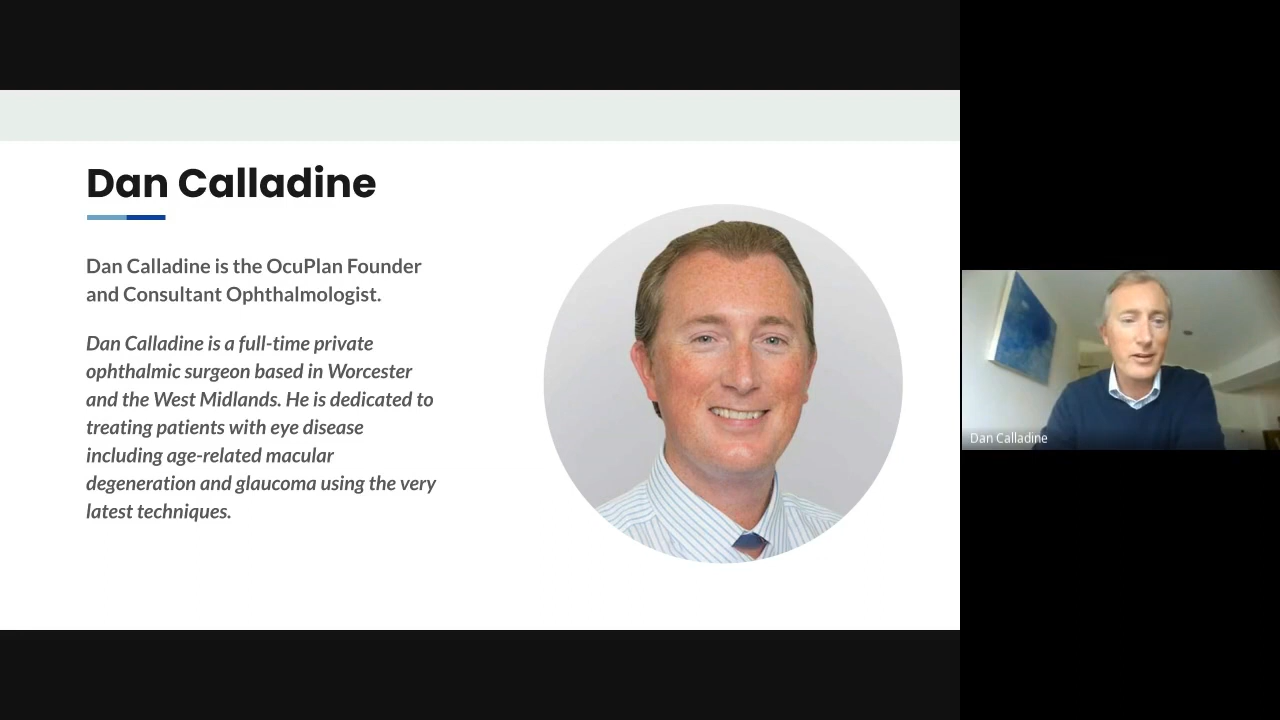 Dan Calladine
Dan Calladine is the OcuPlan Founder
and Consultant Ophthalmologist.
Dan Calladine is a full-time private
ophthalmic surgeon based in Worcester
and the West Midlands. He is dedicated to
treating patients with eye disease
including age-related macular
degeneration and glaucoma using the very
latest techniques.
Dan Calladine